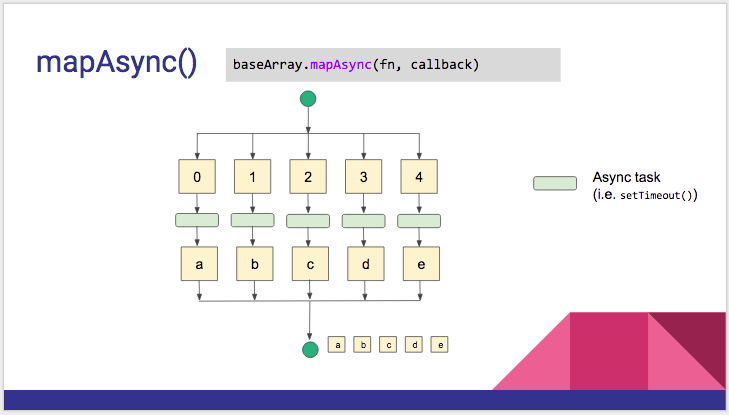 mapAsync()
baseArray.mapAsync(fn, callback)
0 1 2 3 4
Async task
(i.e. setTimeout())
a b c d e
a b c d e